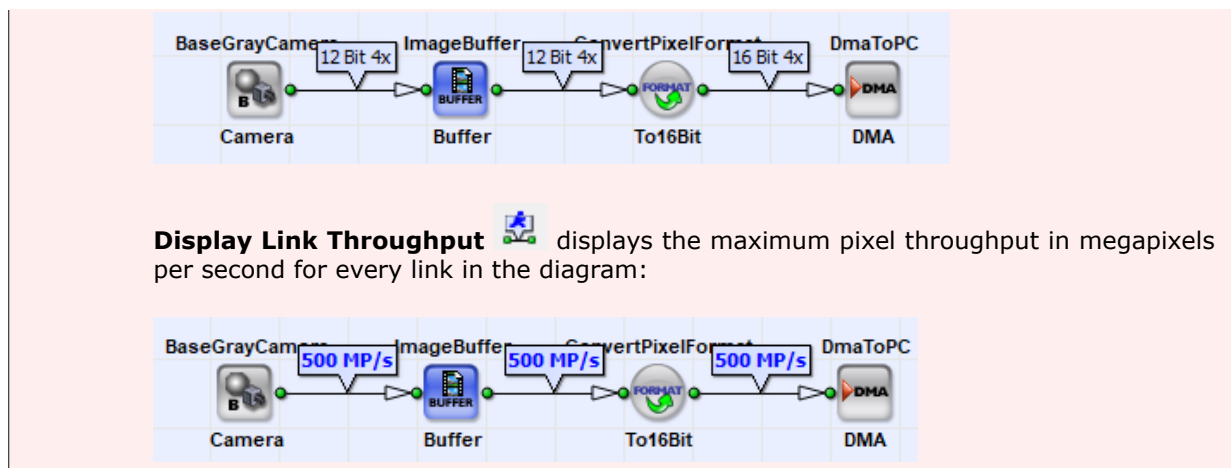 BaseGrayCamera ImageBuffer ConvertPixelFormat DmaToPC
12 Bit 4x 12 Bit 4x 16 Bit 4x
B BUFFER FORMAT DMA
Camera Buffer To16Bit DMA
Display Link Throughput displays the maximum pixel throughput in megapixels
per second for every link in the diagram:
BaseGrayCam ImageBuffer ConvertPixelFormat DmaToPC
500 MP/s 500 MP/s 500 MP/s
B BUFFER FORMAT DMA
Camera Buffer To16Bit DMA